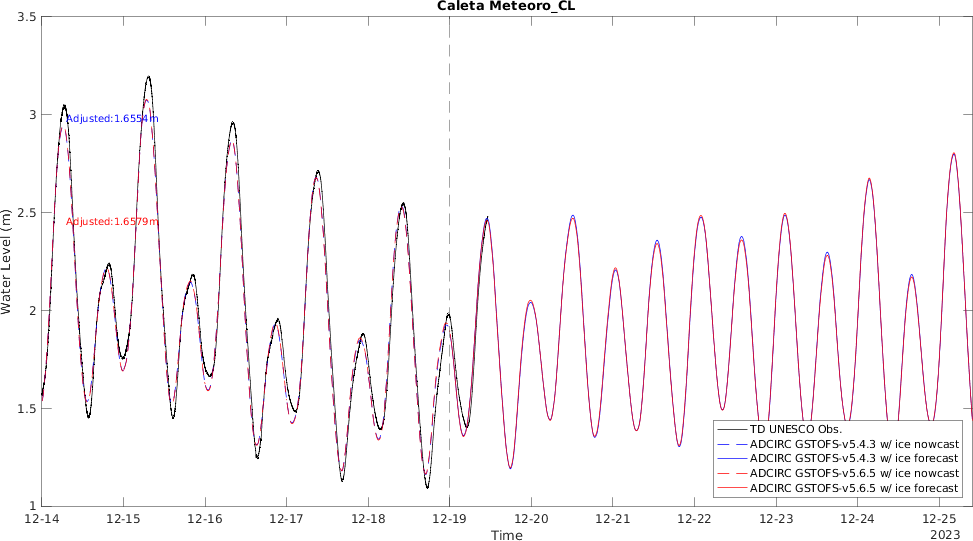 Caleta Meteoro_CL
3.5
3
2.5
2
1.5
1
Water Level (m)
Adjusted:1.6554m
Adjusted:1.6579m
TD UNESCO Obs.
ADCIRC GSTOFS-v5.4.3 w/ ice nowcast
ADCIRC GSTOFS-v5.4.3 w/ ice forecast
ADCIRC GSTOFS-v5.6.5 w/ ice nowcast
ADCIRC GSTOFS-v5.6.5 w/ ice forecast
12-14 12-15 12-16 12-17 12-18 12-19 12-20 12-21 12-22 12-23 12-24 12-25
2023
Time